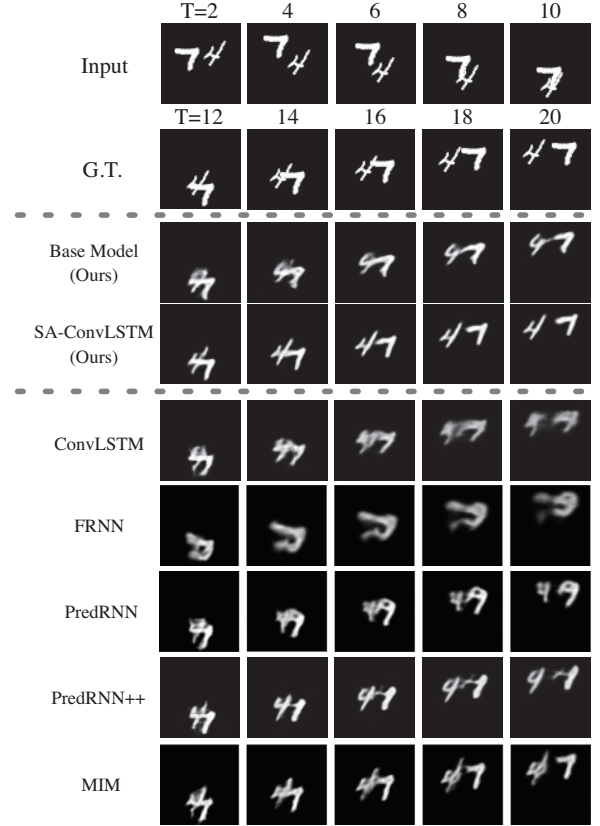 T=2 4 6 8 10
Input
T=12 14 16 18 20
G.T.
Base Model
(Ours)
SA-ConvLSTM
(Ours)
ConvLSTM
FRNN
PredRNN
PredRNN++
MIM